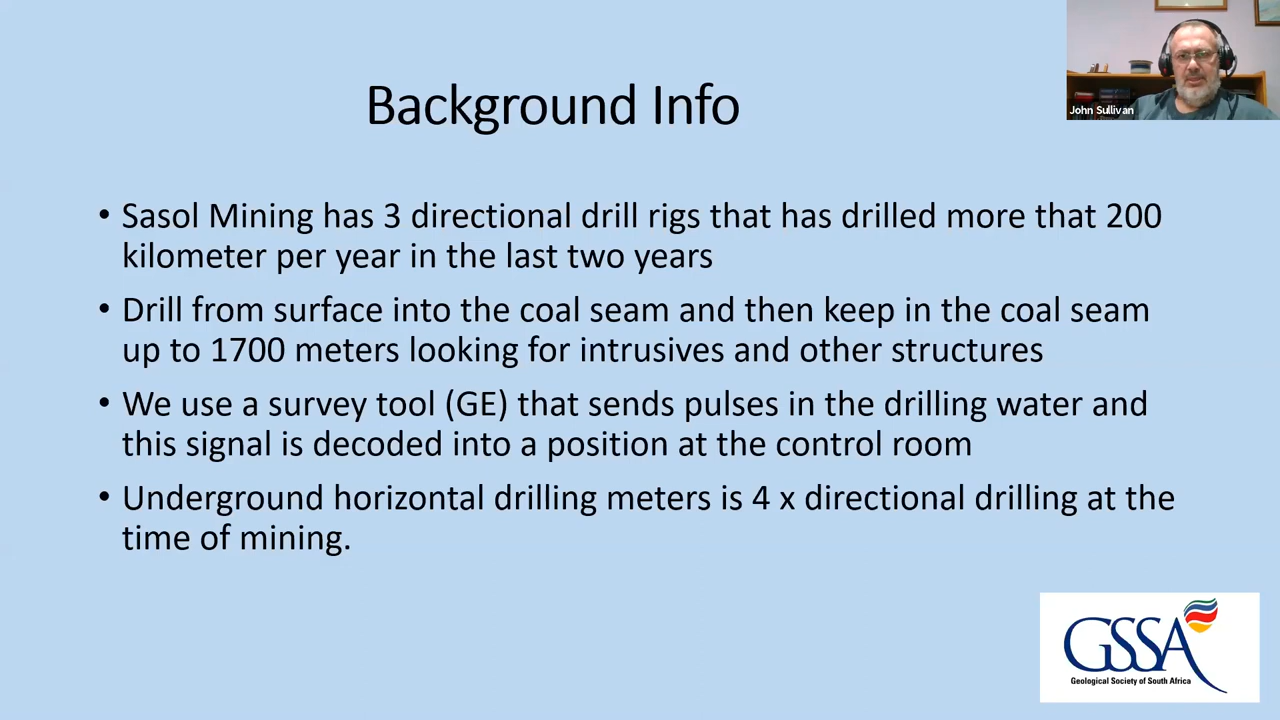 Background Info
John Sullivan
• Sasol Mining has 3 directional drill rigs that has drilled more that 200
kilometer per year in the last two years
• Drill from surface into the coal seam and then keep in the coal seam
up to 1700 meters looking for intrusives and other structures
• We use a survey tool (GE) that sends pulses in the drilling water and
this signal is decoded into a position at the control room
• Underground horizontal drilling meters is 4 x directional drilling at the
time of mining.
GSSA
Geological Society of South Africa